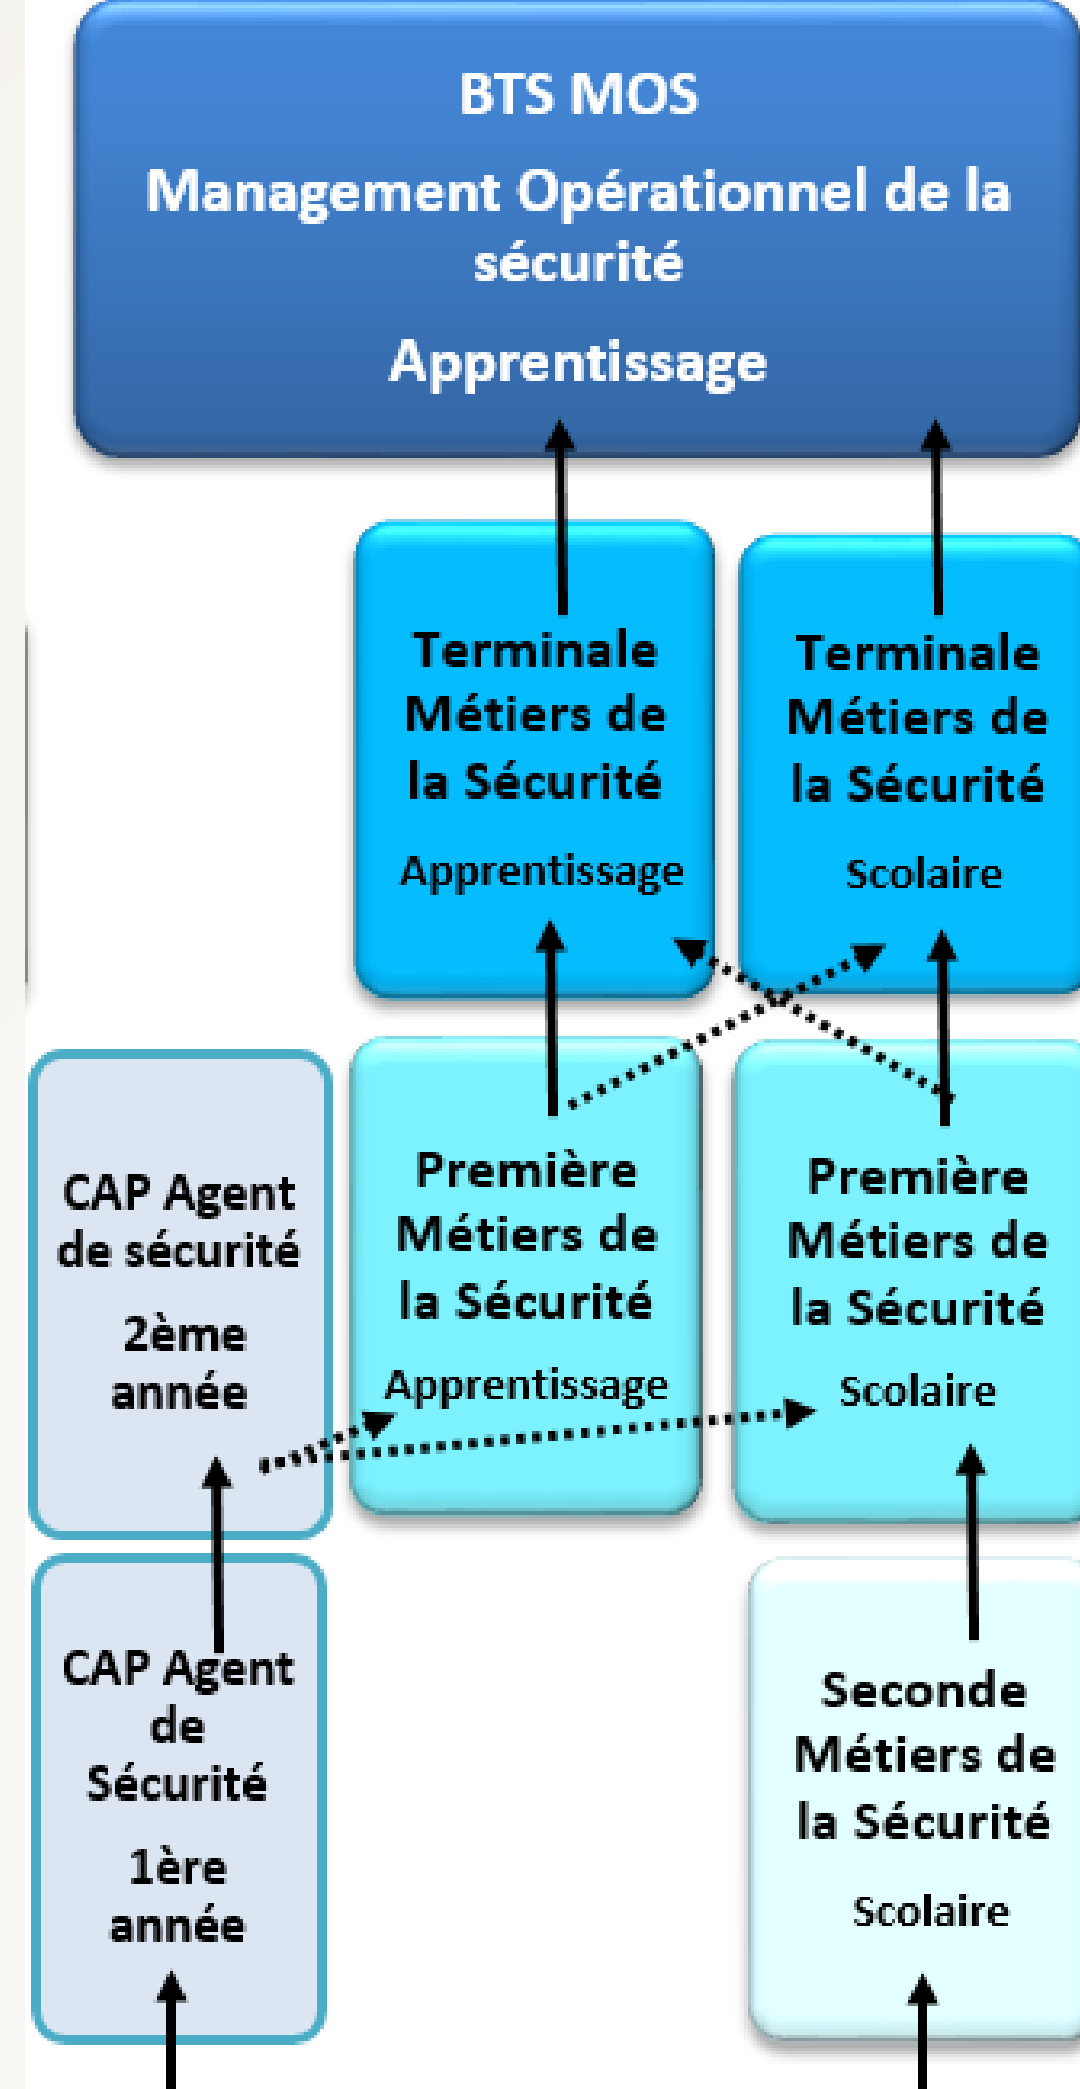 BTS MOS
Management Opérationnel de la
sécurité
Apprentissage
Terminale
Métiers de
la Sécurité
Apprentissage
Terminale
Métiers de
la Sécurité
Scolaire
CAP Agent
de sécurité
2ème
année
Première
Métiers de
la Sécurité
Apprentissage
Première
Métiers de
la Sécurité
Scolaire
CAP Agent
de
Sécurité
1ère
année
Seconde
Métiers de
la Sécurité
Scolaire